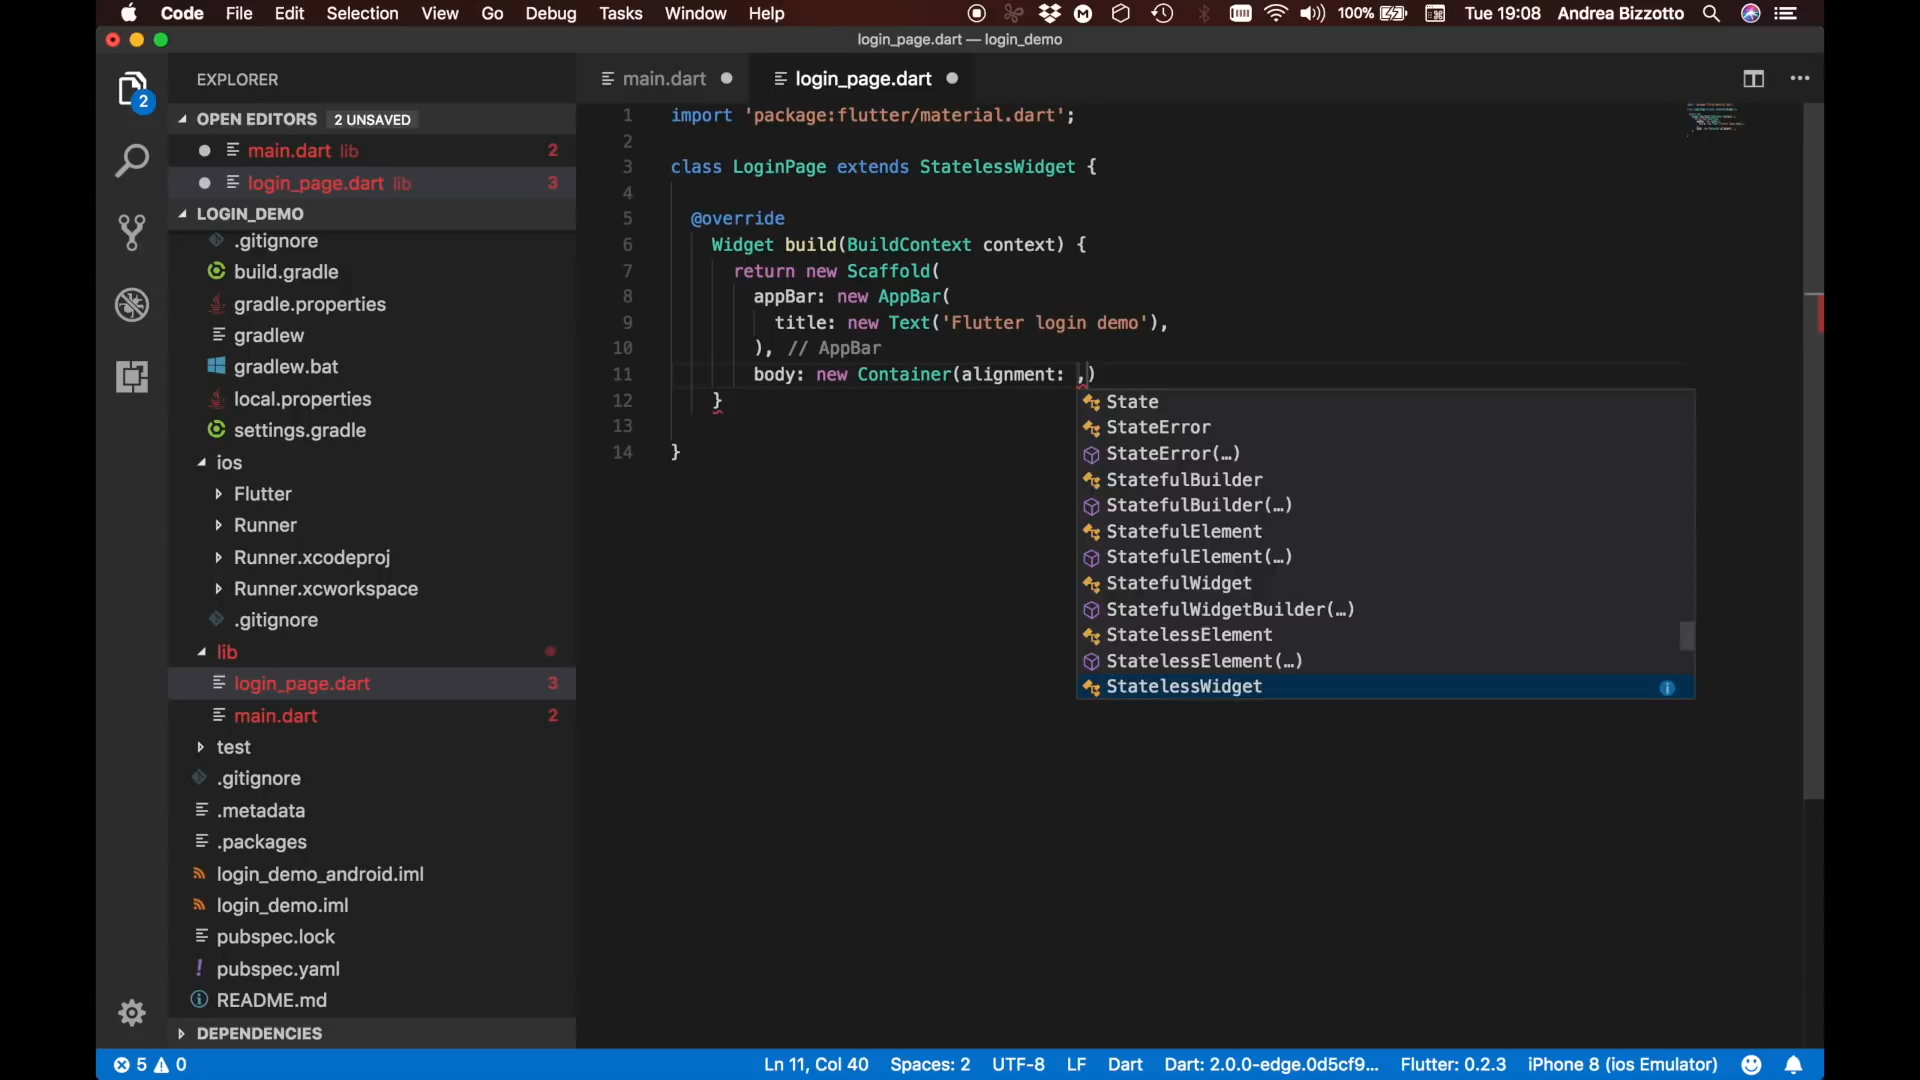 Code File Edit Selection View Go Debug Tasks Window Help 100% Tue 19:08 Andrea Bizzotto
login_page.dart — login_demo
EXPLORER
OPEN EDITORS 2 UNSAVED
main.dart lib 2
login_page.dart lib 3
LOGIN_DEMO
.gitignore
build.gradle
gradle.properties
gradlew
gradlew.bat
local.properties
settings.gradle
ios
Flutter
Runner
Runner.xcodeproj
Runner.xcworkspace
.gitignore
lib
login_page.dart 3
main.dart 2
test
.gitignore
.metadata
.packages
login_demo_android.iml
login_demo.iml
pubspec.lock
pubspec.yaml
README.md
DEPENDENCIES
2
main.dart login_page.dart
1 import 'package:flutter/material.dart';
2
3 class LoginPage extends StatelessWidget {
4
5 @override
6 Widget build(BuildContext context) {
7 return new Scaffold(
8 appBar: new AppBar(
9 title: new Text('Flutter login demo'),
10 ), // AppBar
11 body: new Container(alignment: ,)
12 }
13
14 }
State
StateError
StateError(…)
StatefulBuilder
StatefulBuilder(…)
StatefulElement
StatefulElement(…)
StatefulWidget
StatefulWidgetBuilder(…)
StatelessElement
StatelessElement(…)
StatelessWidget
5 0 Ln 11, Col 40 Spaces: 2 UTF-8 LF Dart Dart: 2.0.0-edge.0d5cf9... Flutter: 0.2.3 iPhone 8 (ios Emulator)